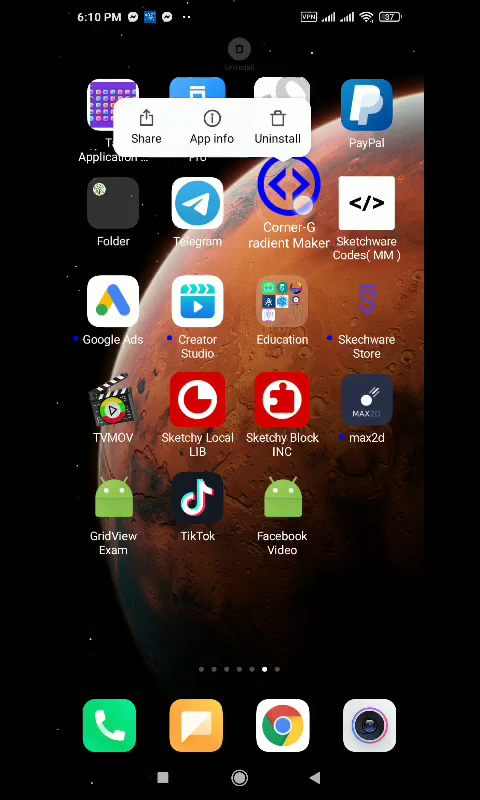 6:10 PM
VPN
37
Uninstall
Share
App info
Uninstall
Application ...
Pro
PayPal
Folder
Telegram
Corner-G
radient Maker
</>
Sketchware
Codes( MM )
Google Ads
Creator
Studio
Education
Skechware
Store
MAX2D
TVMOV
Sketchy Local
LIB
Sketchy Block
INC
max2d
GridView
Exam
TikTok
Facebook
Video